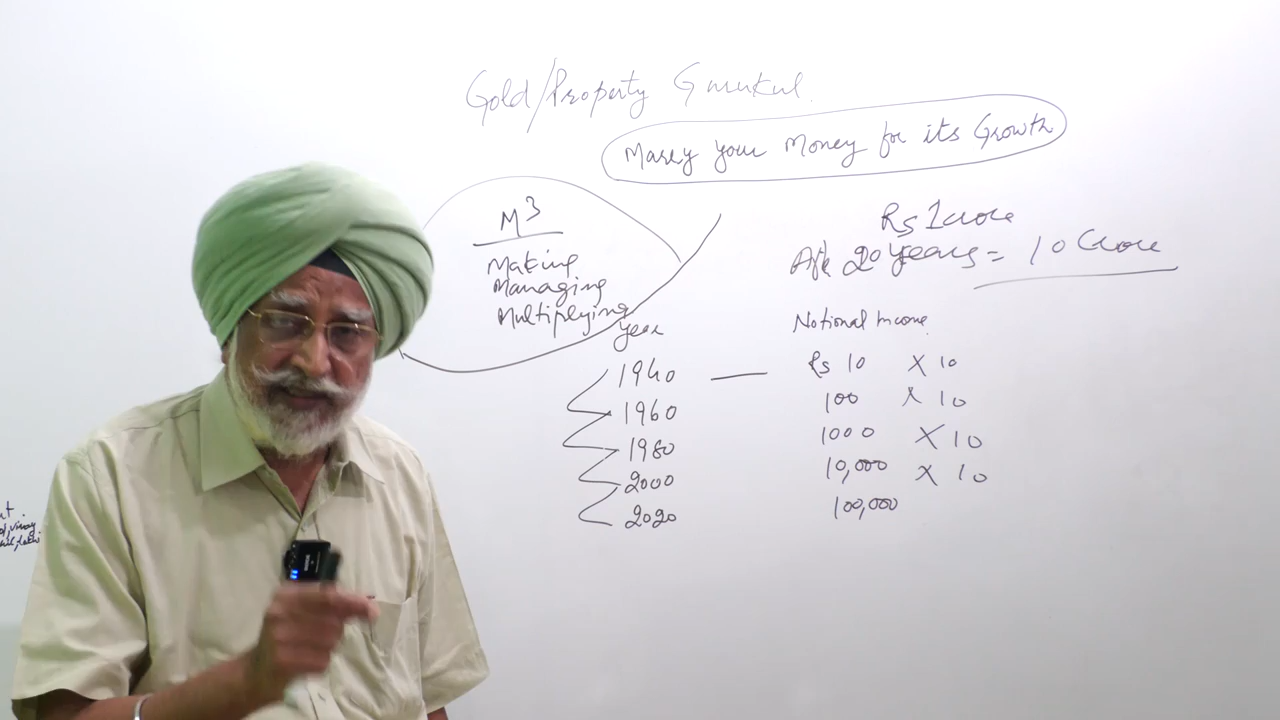 Gold/Property Gurukul
Marry your Money for its Growth
M³
Making
Managing
Multiplying
Rs 1 crore
After 20 years = 10 Crore
Year Notional Income
1940 — Rs 10 X 10
1960 100 X 10
1980 1000 X 10
2000 10,000 X 10
2020 100,000